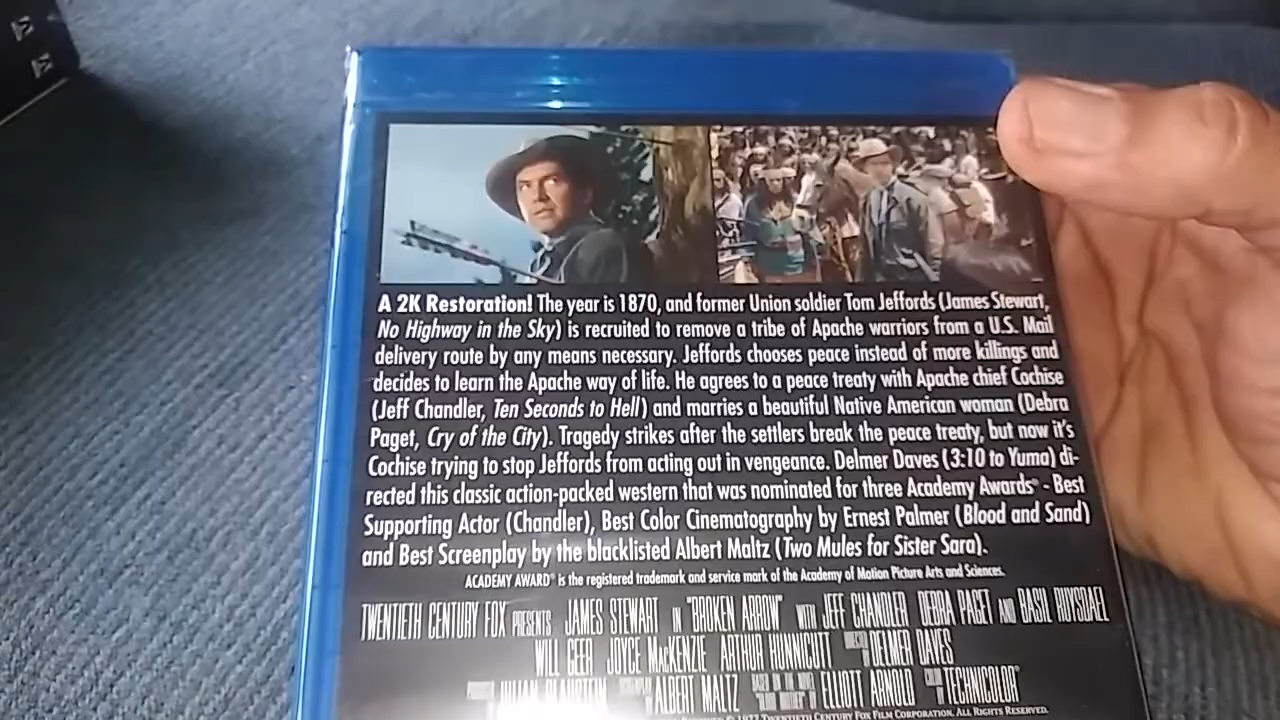 A 2K Restoration! The year is 1870, and former Union soldier Tom Jeffords (James Stewart,
No Highway in the Sky) is recruited to remove a tribe of Apache warriors from a U.S. Mail
delivery route by any means necessary. Jeffords chooses peace instead of more killings and
decides to learn the Apache way of life. He agrees to a peace treaty with Apache chief Cochise
(Jeff Chandler, Ten Seconds to Hell) and marries a beautiful Native American woman (Debra
Paget, Cry of the City). Tragedy strikes after the settlers break the peace treaty, but now it's
Cochise trying to stop Jeffords from acting out in vengeance. Delmer Daves (3:10 to Yuma) di-
rected this classic action-packed western that was nominated for three Academy Awards® - Best
Supporting Actor (Chandler), Best Color Cinematography by Ernest Palmer (Blood and Sand)
and Best Screenplay by the blacklisted Albert Maltz (Two Mules for Sister Sara).
ACADEMY AWARD® is the registered trademark and service mark of the Academy of Motion Picture Arts and Sciences.
TWENTIETH CENTURY FOX PRESENTS JAMES STEWART IN "BROKEN ARROW" WITH JEFF CHANDLER DEBRA PAGET AND BASIL RUYSDAEL
WILL GEER JOYCE MacKENZIE ARTHUR HUNNICUTT DELMER DAVES
JULIAN BLAUSTEIN ALBERT MALTZ BASED ON THE NOVEL ELLIOTT ARNOLD TECHNICOLOR®
TWENTIETH CENTURY FOX FILM CORPORATION. ALL RIGHTS RESERVED.